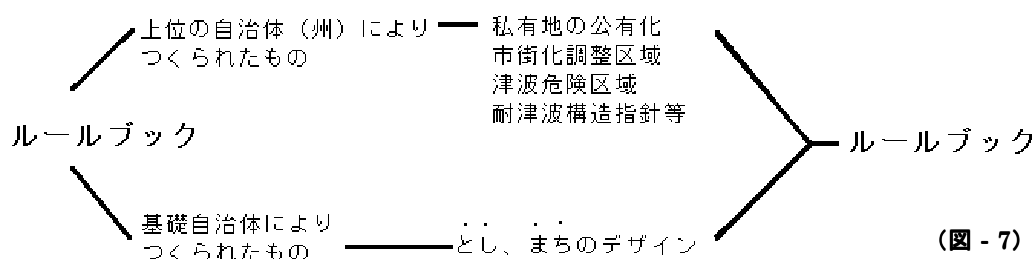 上位の自治体（州）により
つくられたもの
私有地の公有化
市街化調整区域
津波危険区域
耐津波構造指針等
ルールブック
ルールブック
基礎自治体により
つくられたもの
とし、まちのデザイン
(図 - 7)